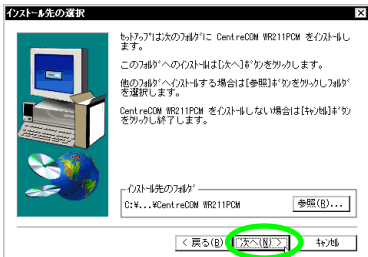 インストール先の選択
ｾｯﾄｱｯﾌﾟは次のﾌｫﾙﾀﾞに CentreCOM WR211PCM をｲﾝｽﾄｰﾙし
ます。
このﾌｫﾙﾀﾞへのｲﾝｽﾄｰﾙは[次へ]ﾎﾞﾀﾝをｸﾘｯｸします。
他のﾌｫﾙﾀﾞへｲﾝｽﾄｰﾙする場合は[参照]ﾎﾞﾀﾝをｸﾘｯｸしﾌｫﾙﾀﾞ
を選択します。
CentreCOM WR211PCM をｲﾝｽﾄｰﾙしない場合は[ｷｬﾝｾﾙ]ﾎﾞﾀﾝ
をｸﾘｯｸし終了します。
ｲﾝｽﾄｰﾙ先のﾌｫﾙﾀﾞ
C:¥...¥CentreCOM WR211PCM
参照(R)...
< 戻る(B)
次へ(N) >
ｷｬﾝｾﾙ